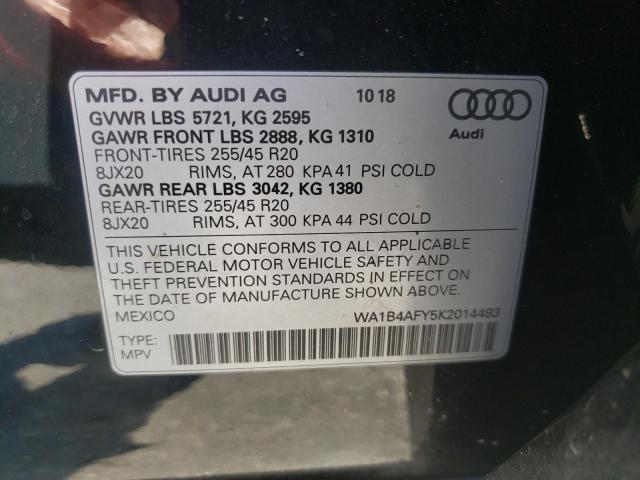 MFD. BY AUDI AG 10 18
GVWR LBS 5721, KG 2595
GAWR FRONT LBS 2888, KG 1310
FRONT-TIRES 255/45 R20
8JX20 RIMS, AT 280 KPA 41 PSI COLD
GAWR REAR LBS 3042, KG 1380
REAR-TIRES 255/45 R20
8JX20 RIMS, AT 300 KPA 44 PSI COLD
Audi
THIS VEHICLE CONFORMS TO ALL APPLICABLE
U.S. FEDERAL MOTOR VEHICLE SAFETY AND
THEFT PREVENTION STANDARDS IN EFFECT ON
THE DATE OF MANUFACTURE SHOWN ABOVE.
MEXICO WA1B4AFY5K2014493
TYPE:
MPV